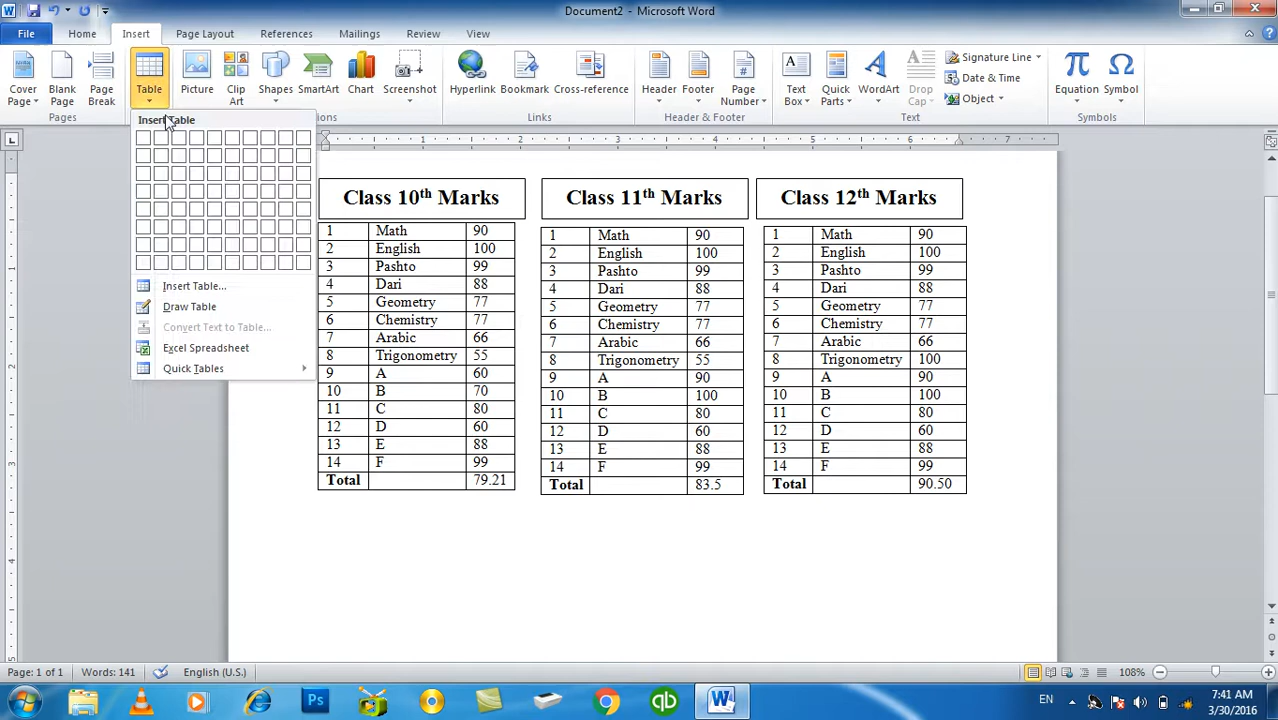 Document2 - Microsoft Word
File Home Insert Page Layout References Mailings Review View
Cover Page
Blank Page
Page Break
Table
Picture
Clip Art
Shapes
SmartArt
Chart
Screenshot
Hyperlink
Bookmark
Cross-reference
Header
Footer
Page Number
Text Box
Quick Parts
WordArt
Drop Cap
Signature Line
Date & Time
Object
Equation
Symbol
Pages
Links
Header & Footer
Text
Symbols
Insert Table
Insert Table...
Draw Table
Convert Text to Table...
Excel Spreadsheet
Quick Tables
1 2 3 4 5 6 7
Class 10th Marks
1 Math 90
2 English 100
3 Pashto 99
4 Dari 88
5 Geometry 77
6 Chemistry 77
7 Arabic 66
8 Trigonometry 55
9 A 60
10 B 70
11 C 80
12 D 60
13 E 88
14 F 99
Total 79.21
Class 11th Marks
1 Math 90
2 English 100
3 Pashto 99
4 Dari 88
5 Geometry 77
6 Chemistry 77
7 Arabic 66
8 Trigonometry 55
9 A 90
10 B 100
11 C 80
12 D 60
13 E 88
14 F 99
Total 83.5
Class 12th Marks
1 Math 90
2 English 100
3 Pashto 99
4 Dari 88
5 Geometry 77
6 Chemistry 77
7 Arabic 66
8 Trigonometry 100
9 A 90
10 B 100
11 C 80
12 D 60
13 E 88
14 F 99
Total 90.50
Page: 1 of 1 Words: 141 English (U.S.) 108%
EN 7:41 AM
3/30/2016